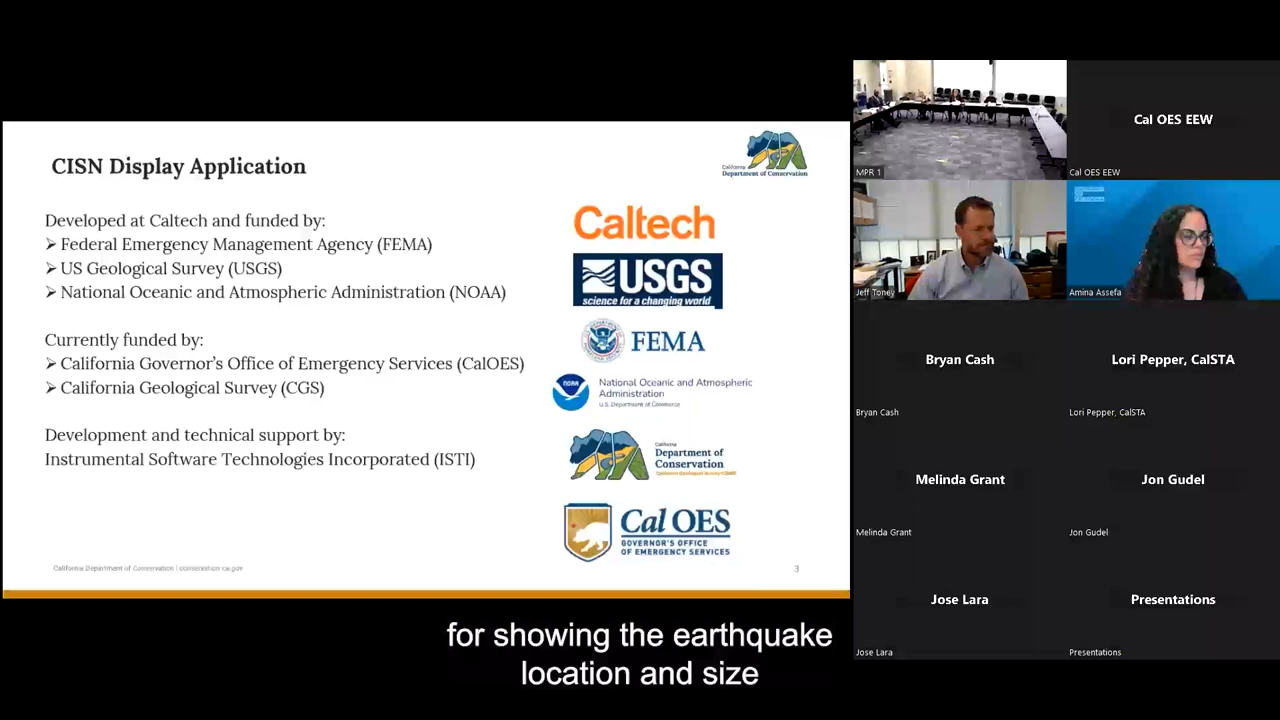 CISN Display Application
California
Department of Conservation
Developed at Caltech and funded by:
➢ Federal Emergency Management Agency (FEMA)
➢ US Geological Survey (USGS)
➢ National Oceanic and Atmospheric Administration (NOAA)
Currently funded by:
➢ California Governor's Office of Emergency Services (CalOES)
➢ California Geological Survey (CGS)
Development and technical support by:
Instrumental Software Technologies Incorporated (ISTI)
Caltech
USGS
science for a changing world
FEMA
NOAA
National Oceanic and Atmospheric
Administration
U.S. Department of Commerce
California
Department of
Conservation
Cal OES
GOVERNOR'S OFFICE
OF EMERGENCY SERVICES
California Department of Conservation | conservation.ca.gov
3
for showing the earthquake
location and size
MPR 1
Cal OES EEW
Cal OES EEW
Jeff Toney
Amina Assefa
Bryan Cash
Bryan Cash
Lori Pepper, CalSTA
Lori Pepper, CalSTA
Melinda Grant
Melinda Grant
Jon Gudel
Jon Gudel
Jose Lara
Jose Lara
Presentations
Presentations